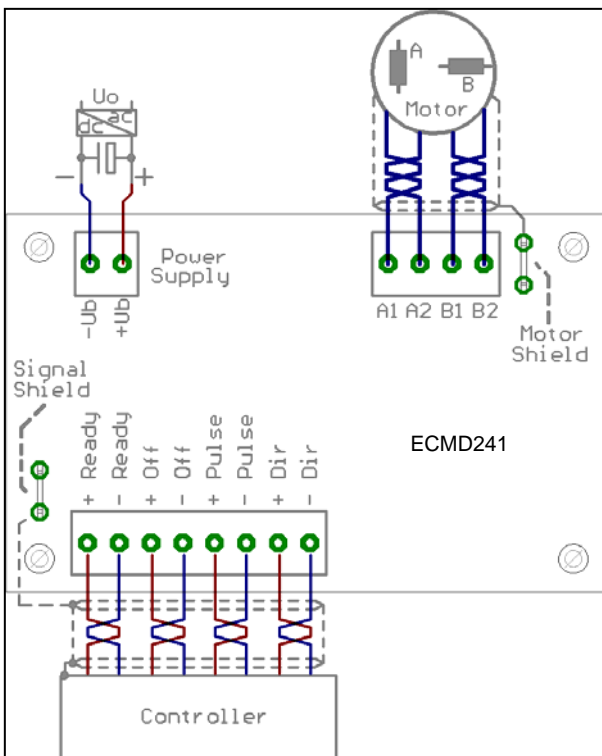 Uo
dc ac
- +
A
B
Motor
Power
Supply
-Ub
+Ub
A1 A2 B1 B2
Motor
Shield
Signal
Shield
ECMD241
+ Ready
- Ready
+ Off
- Off
+ Pulse
- Pulse
+ Dir
- Dir
Controller